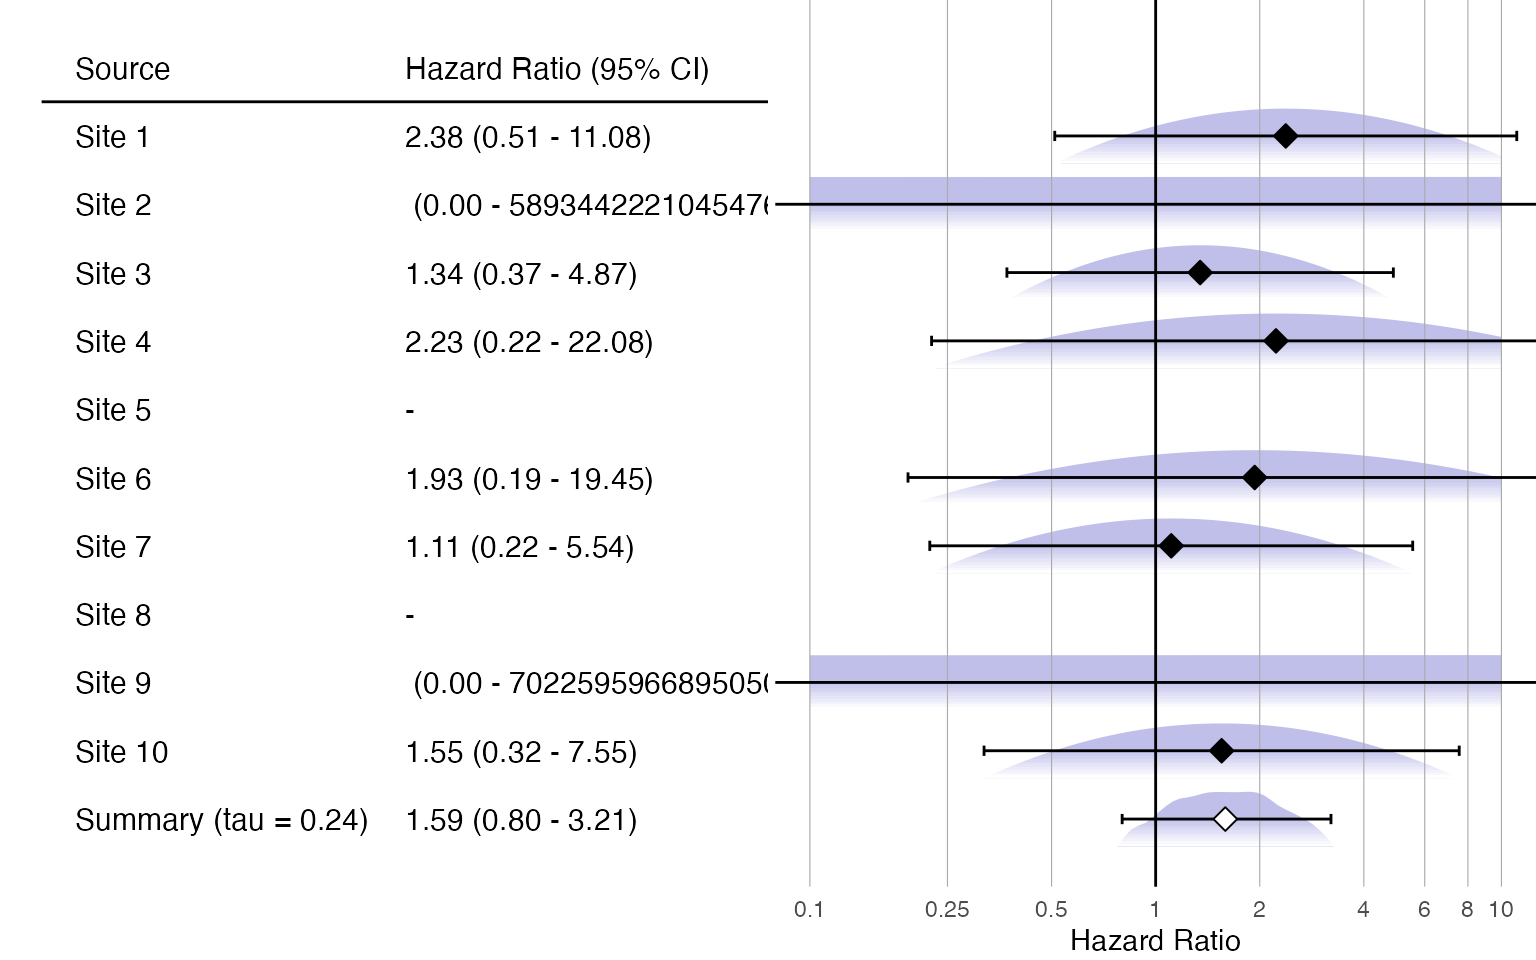 Source Hazard Ratio (95% CI)
Site 1 2.38 (0.51 - 11.08)
Site 2 (0.00 - 589344222104547
Site 3 1.34 (0.37 - 4.87)
Site 4 2.23 (0.22 - 22.08)
Site 5 -
Site 6 1.93 (0.19 - 19.45)
Site 7 1.11 (0.22 - 5.54)
Site 8 -
Site 9 (0.00 - 702259596689505
Site 10 1.55 (0.32 - 7.55)
Summary (tau = 0.24) 1.59 (0.80 - 3.21)
0.1 0.25 0.5 1 2 4 6 8 10
Hazard Ratio